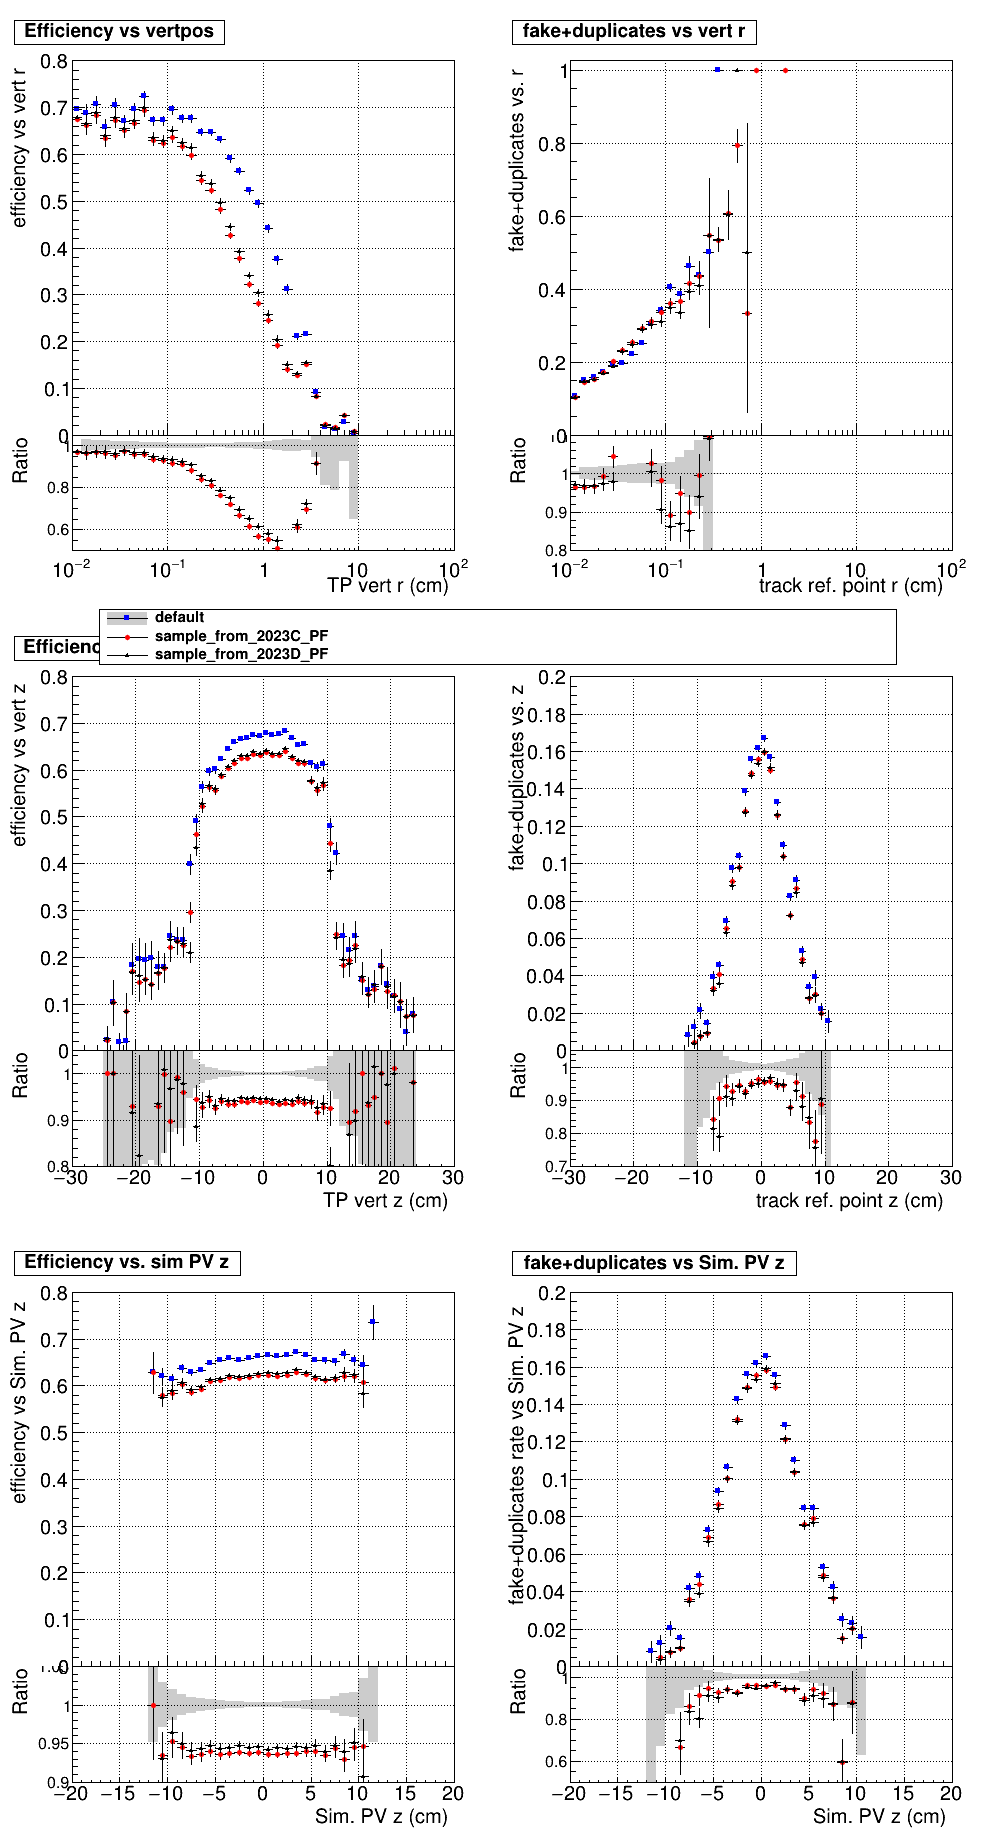 Efficiency vs vertpos
efficiency vs vert r
0.8
0.7
0.6
0.5
0.4
0.3
0.2
0.1
0
Ratio
1
0.8
0.6
10⁻² 10⁻¹ 1 10 10²
TP vert r (cm)
fake+duplicates vs vert r
fake+duplicates vs. r
1
0.8
0.6
0.4
0.2
0
Ratio
1
0.9
0.8
10⁻² 10⁻¹ 1 10 10²
track ref. point r (cm)
default
sample_from_2023C_PF
sample_from_2023D_PF
Efficienc
efficiency vs vert z
0.8
0.7
0.6
0.5
0.4
0.3
0.2
0.1
0
Ratio
1
0.9
0.8
−30 −20 −10 0 10 20 30
TP vert z (cm)
fake+duplicates vs. z
0.2
0.18
0.16
0.14
0.12
0.1
0.08
0.06
0.04
0.02
0
Ratio
1
0.9
0.8
0.7
−30 −20 −10 0 10 20 30
track ref. point z (cm)
Efficiency vs. sim PV z
efficiency vs Sim. PV z
0.8
0.7
0.6
0.5
0.4
0.3
0.2
0.1
0
Ratio
1
0.95
0.9
−20 −15 −10 −5 0 5 10 15 20
Sim. PV z (cm)
fake+duplicates vs Sim. PV z
fake+duplicates rate vs Sim. PV z
0.2
0.18
0.16
0.14
0.12
0.1
0.08
0.06
0.04
0.02
0
Ratio
1
0.8
0.6
−20 −15 −10 −5 0 5 10 15 20
Sim. PV z (cm)